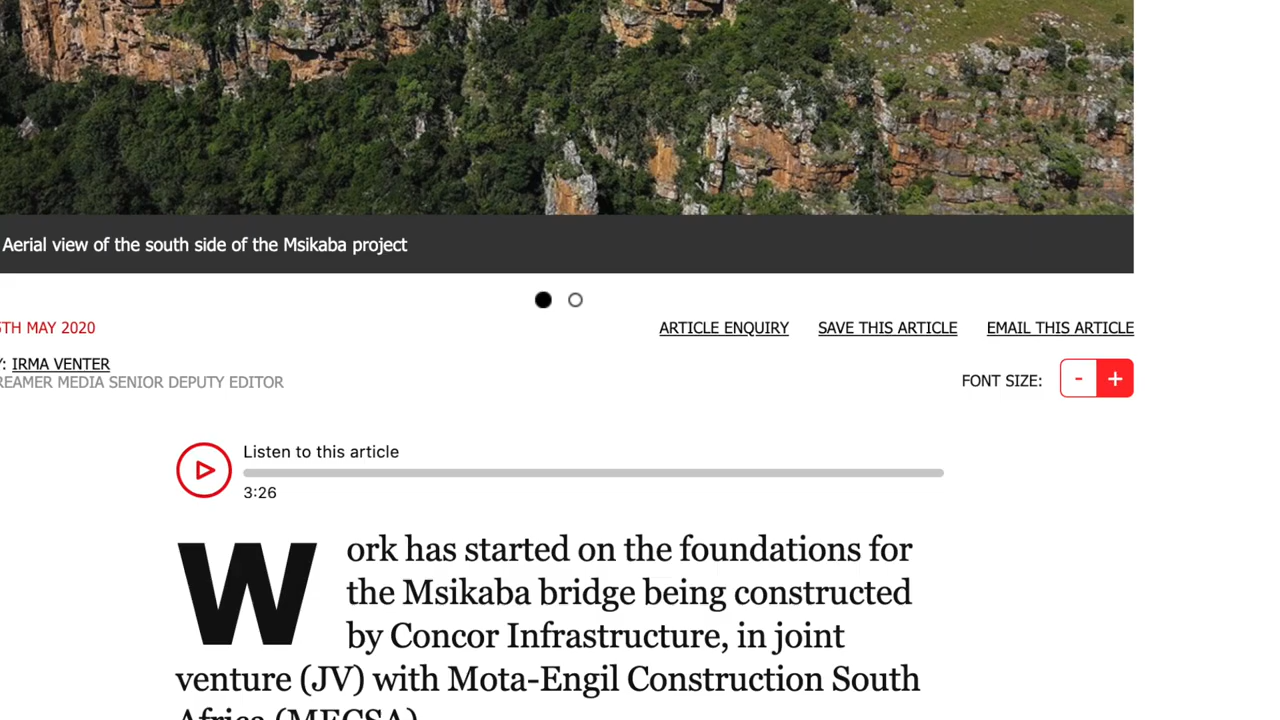 Aerial view of the south side of the Msikaba project
TH MAY 2020
ARTICLE ENQUIRY SAVE THIS ARTICLE EMAIL THIS ARTICLE
: IRMA VENTER
REAMER MEDIA SENIOR DEPUTY EDITOR
FONT SIZE: - +
Listen to this article
3:26
Work has started on the foundations for
the Msikaba bridge being constructed
by Concor Infrastructure, in joint
venture (JV) with Mota-Engil Construction South
Africa (MECSA)